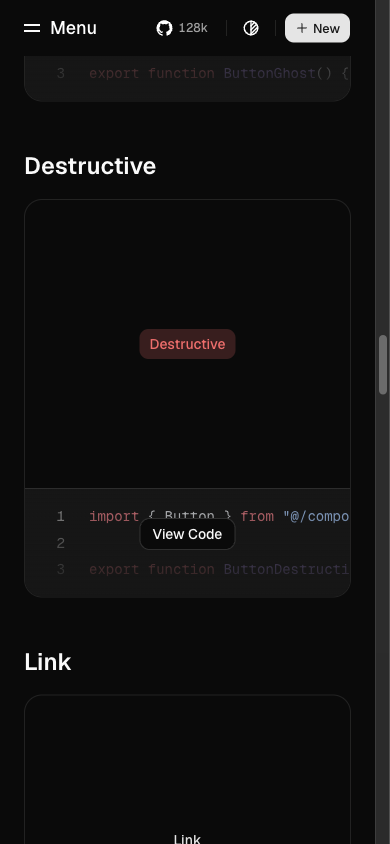 Menu 128k New
3 export function ButtonGhost() {
Destructive
Destructive
1 import { Button } from "@/compo
2
View Code
3 export function ButtonDestructi
Link
Link